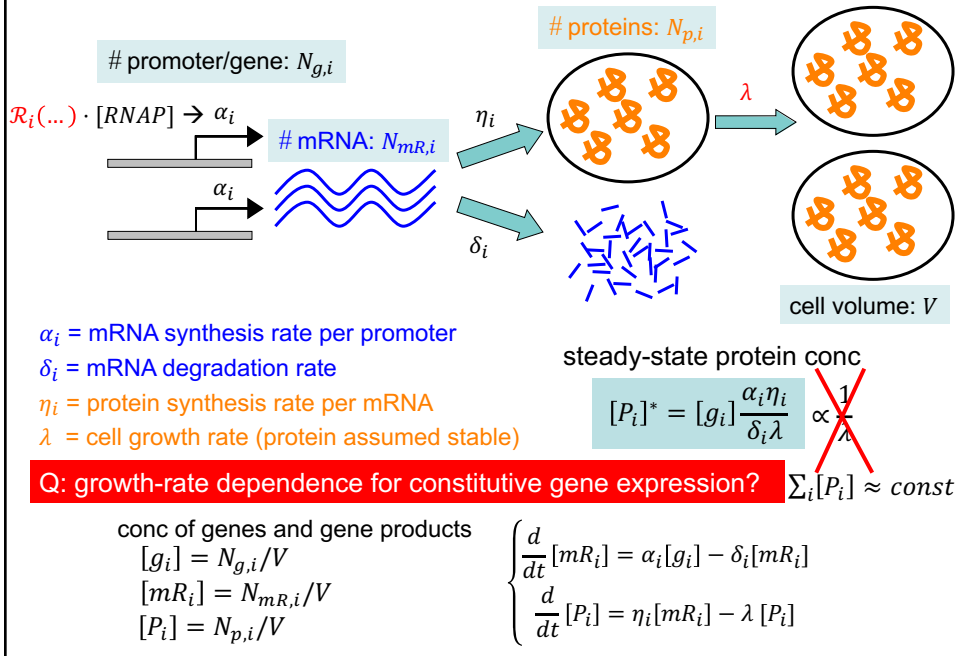 # proteins: N_{p,i}
# promoter/gene: N_{g,i}
ℛ_i(…) · [RNAP] → α_i
# mRNA: N_{mR,i}
η_i
λ
α_i
δ_i
cell volume: V
α_i = mRNA synthesis rate per promoter
δ_i = mRNA degradation rate
η_i = protein synthesis rate per mRNA
λ = cell growth rate (protein assumed stable)
steady-state protein conc
[P_i]^* = [g_i] \frac{α_i η_i}{δ_i λ} ∝ \frac{1}{λ}
Q: growth-rate dependence for constitutive gene expression?
∑_i[P_i] ≈ const
conc of genes and gene products
[g_i] = N_{g,i}/V
[mR_i] = N_{mR,i}/V
[P_i] = N_{p,i}/V
\frac{d}{dt}[mR_i] = α_i[g_i] − δ_i[mR_i]
\frac{d}{dt}[P_i] = η_i[mR_i] − λ [P_i]